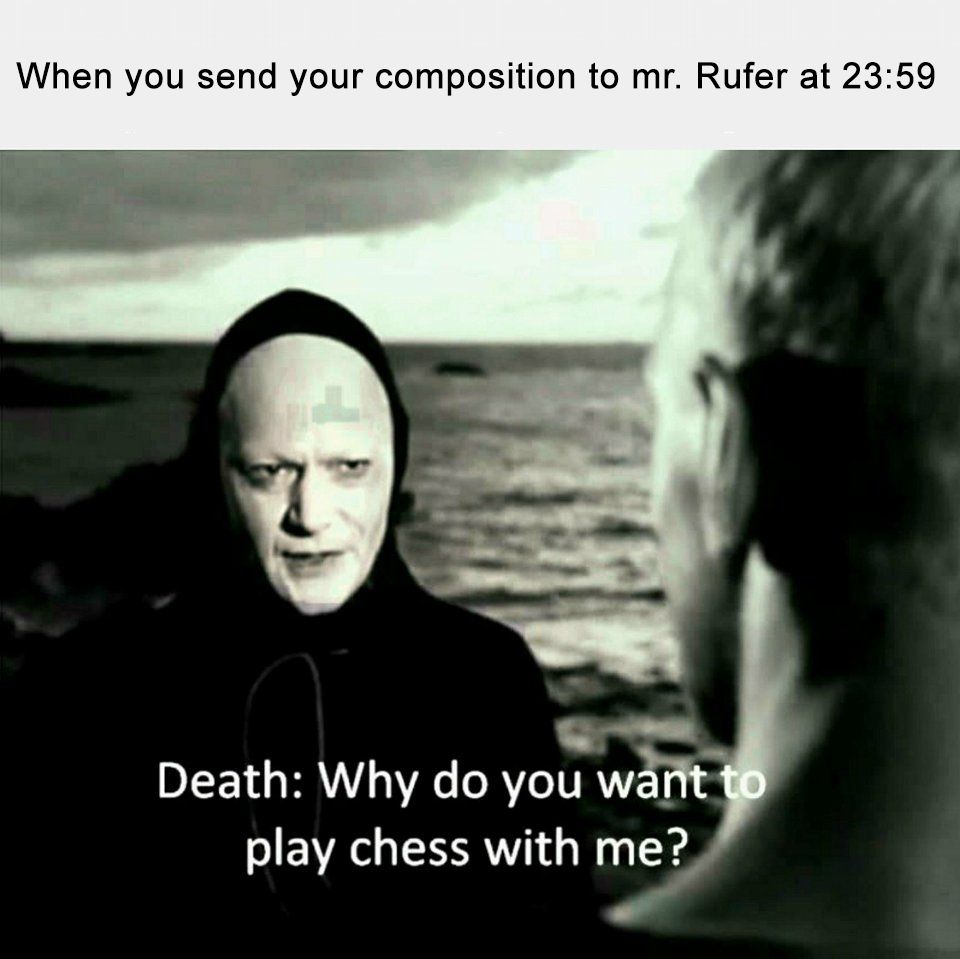 When you send your composition to mr. Rufer at 23:59
Death: Why do you want to
play chess with me?